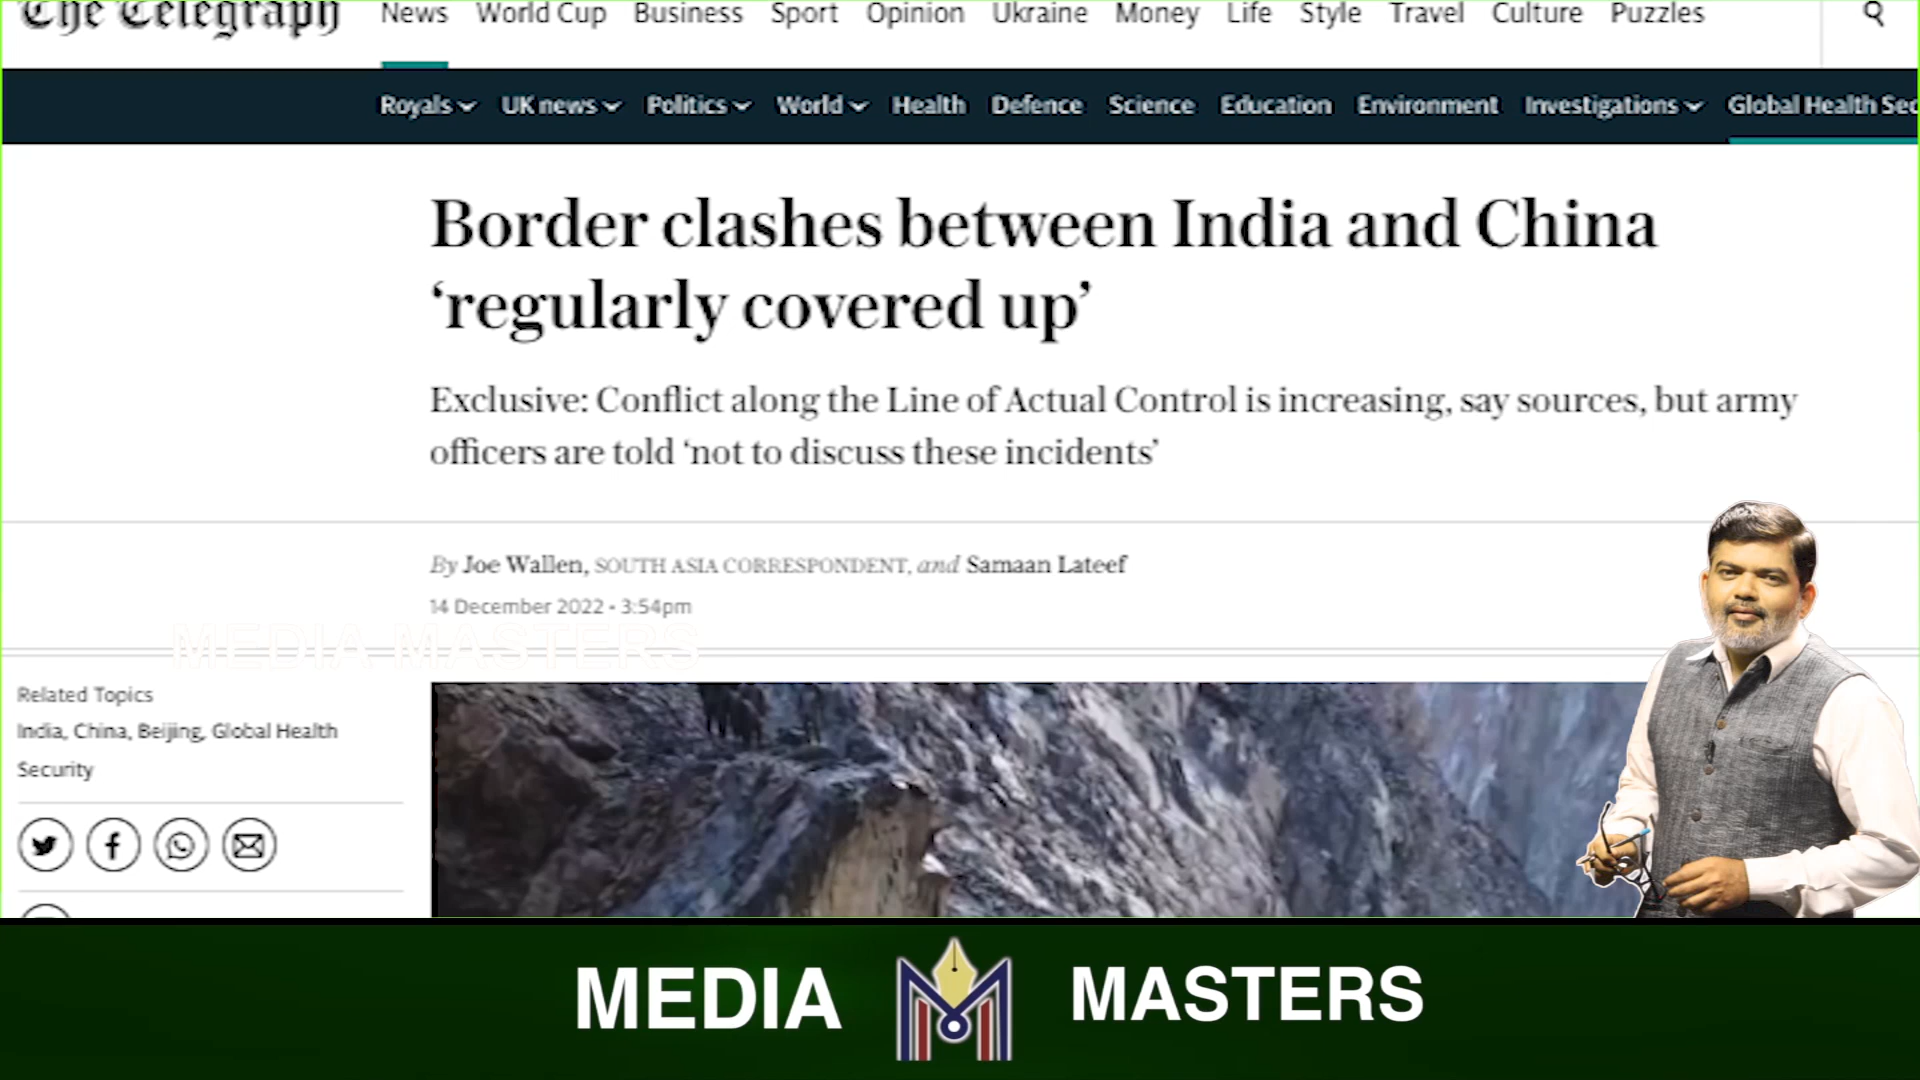 The Telegraph
News World Cup Business Sport Opinion Ukraine Money Life Style Travel Culture Puzzles
Royals UK news Politics World Health Defence Science Education Environment Investigations Global Health Sec
Border clashes between India and China
‘regularly covered up’
Exclusive: Conflict along the Line of Actual Control is increasing, say sources, but army
officers are told ‘not to discuss these incidents’
By Joe Wallen, SOUTH ASIA CORRESPONDENT, and Samaan Lateef
14 December 2022 • 3:54pm
MEDIA MASTERS
Related Topics
India, China, Beijing, Global Health
Security
MEDIA MASTERS